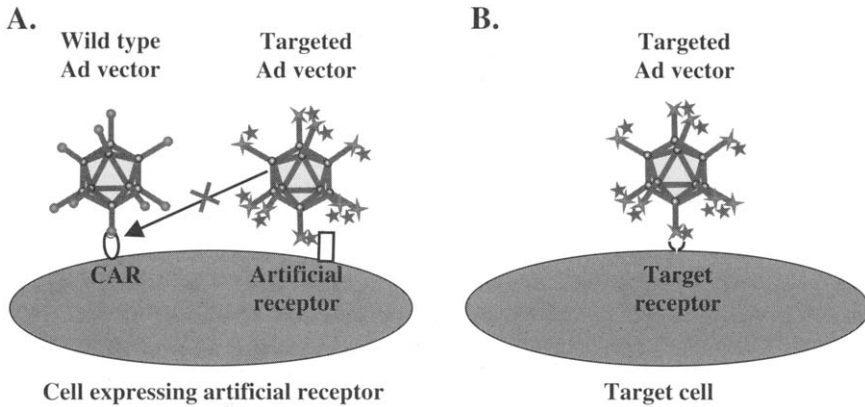 A.
Wild type
Ad vector
Targeted
Ad vector
CAR
Artificial
receptor
Cell expressing artificial receptor
B.
Targeted
Ad vector
Target
receptor
Target cell